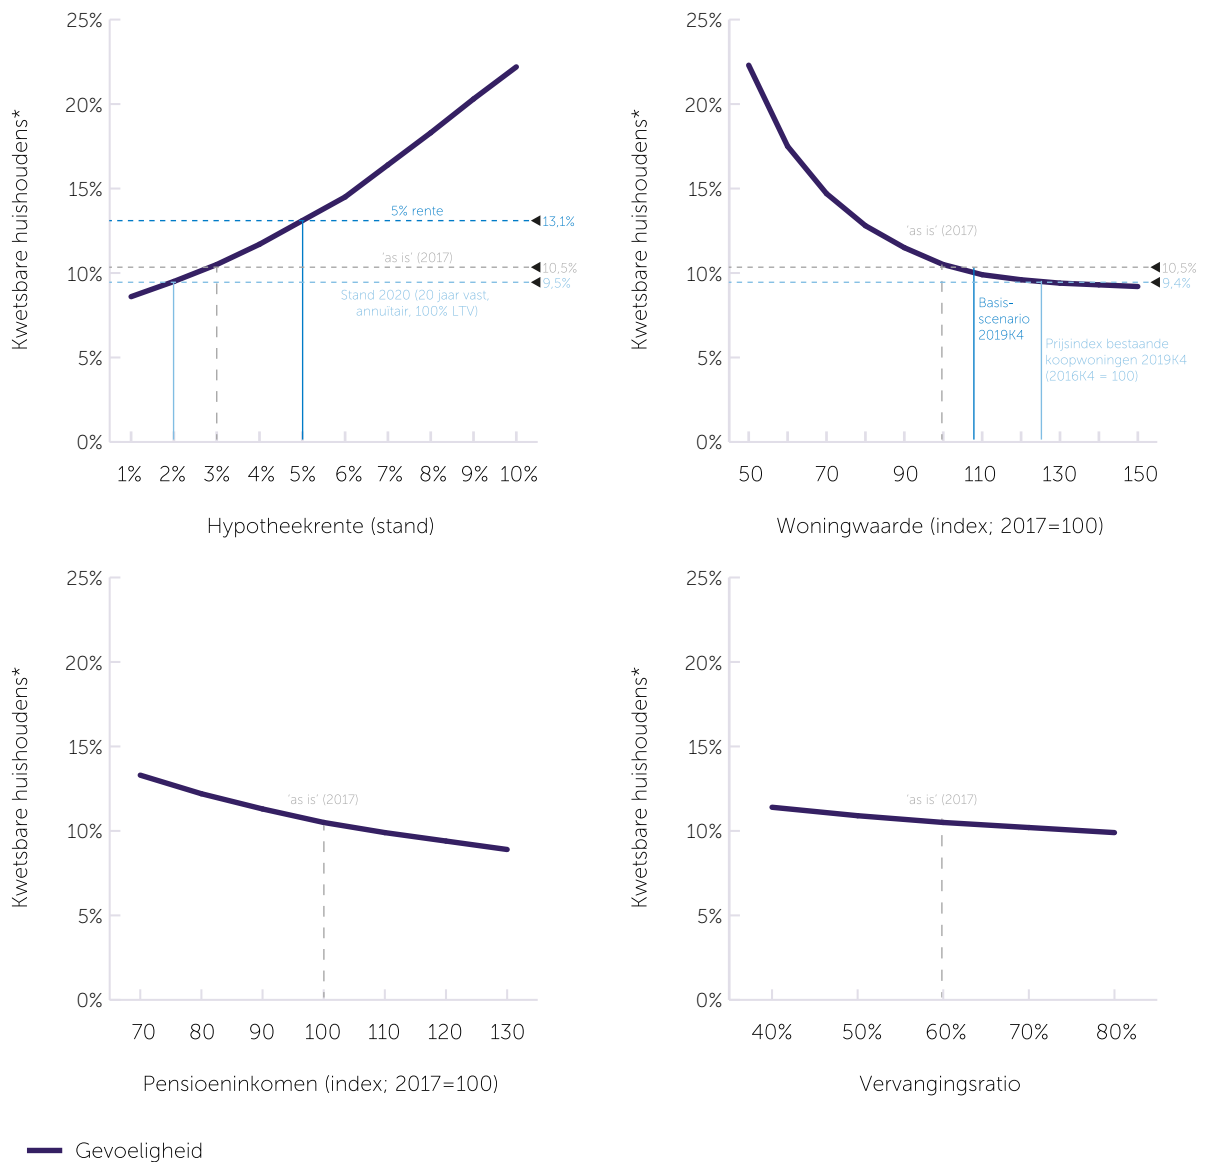 25%
20%
15%
10%
5%
0%
Kwetsbare huishoudens*
5% rente
13,1%
'as is' (2017)
10,5%
9,5%
Stand 2020 (20 jaar vast,
annuitair, 100% LTV)
1% 2% 3% 4% 5% 6% 7% 8% 9% 10%
Hypotheekrente (stand)
25%
20%
15%
10%
5%
0%
Kwetsbare huishoudens*
'as is' (2017)
10,5%
9,4%
Basis-
scenario
2019K4
Prijsindex bestaande
koopwoningen 2019K4
(2016K4 = 100)
50 70 90 110 130 150
Woningwaarde (index; 2017=100)
25%
20%
15%
10%
5%
0%
Kwetsbare huishoudens*
'as is' (2017)
70 80 90 100 110 120 130
Pensioeninkomen (index; 2017=100)
25%
20%
15%
10%
5%
0%
Kwetsbare huishoudens*
'as is' (2017)
40% 50% 60% 70% 80%
Vervangingsratio
Gevoeligheid